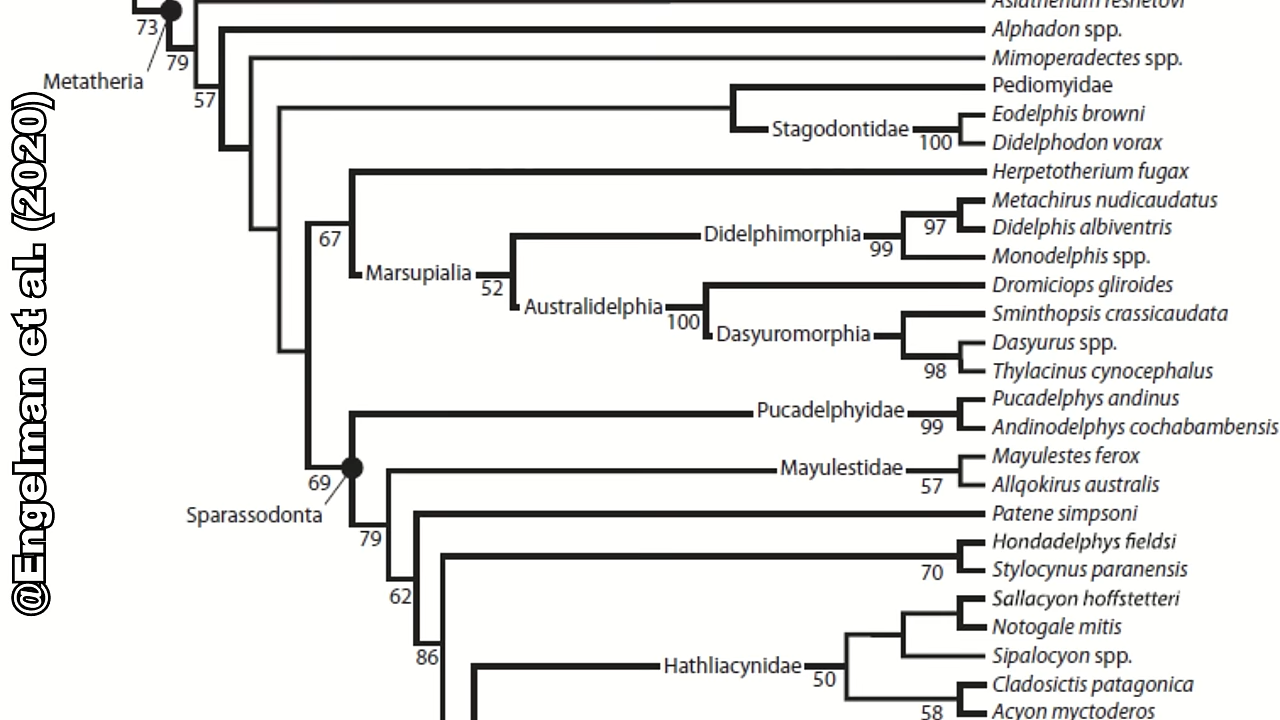 Asiatherium reshetovi
73
Alphadon spp.
79
Mimoperadectes spp.
Metatheria
Pediomyidae
57
Eodelphis browni
Stagodontidae
100
Didelphodon vorax
Herpetotherium fugax
Metachirus nudicaudatus
97
Didelphis albiventris
67
Didelphimorphia
99
Monodelphis spp.
Marsupialia
52
Dromiciops gliroides
Australidelphia
100
Sminthopsis crassicaudata
Dasyuromorphia
Dasyurus spp.
98
Thylacinus cynocephalus
Pucadelphys andinus
Pucadelphyidae
99
Andinodelphys cochabambensis
Mayulestes ferox
Mayulestidae
57
69
Allqokirus australis
Sparassodonta
Patene simpsoni
79
Hondadelphys fieldsi
70
Stylocynus paranensis
62
Sallacyon hoffstetteri
Notogale mitis
86
Sipalocyon spp.
Hathliacynidae
50
Cladosictis patagonica
58
Acyon myctoderos
@Engelman et al. (2020)